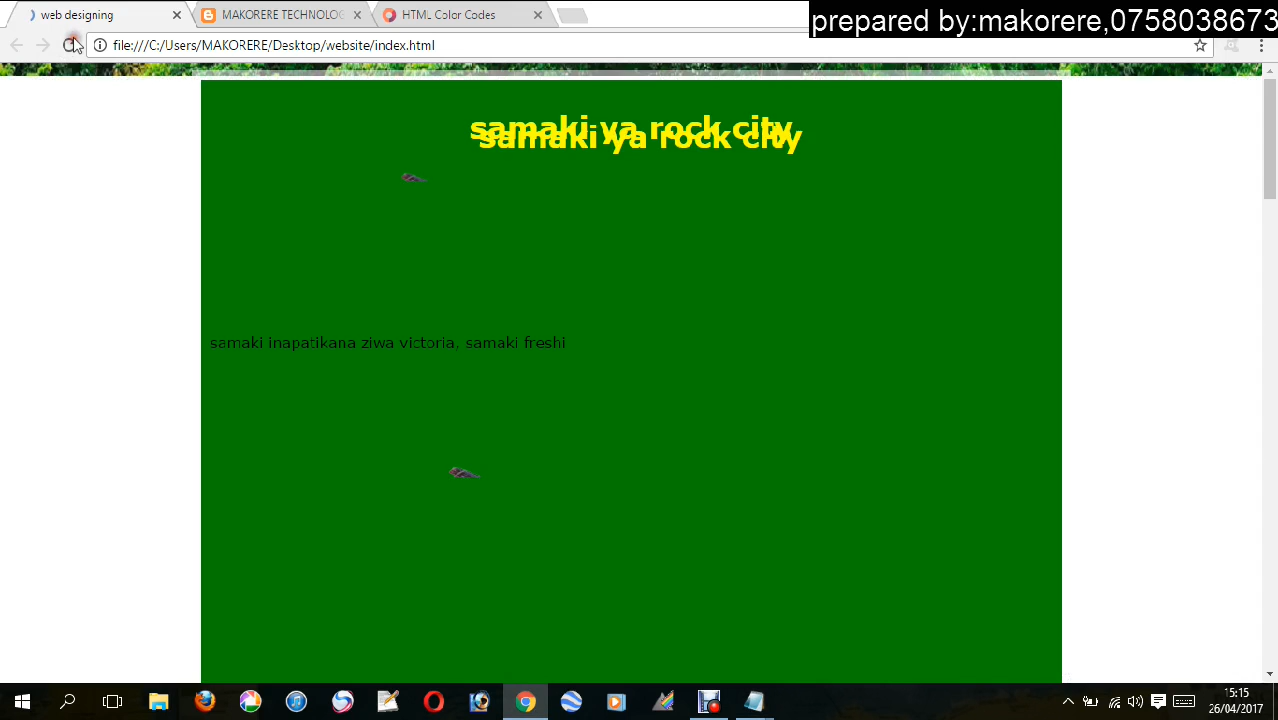 web designing
MAKORERE TECHNOLOG
HTML Color Codes
prepared by:makorere,0758038673
file:///C:/Users/MAKORERE/Desktop/website/index.html
samaki ya rock city
samaki ya rock city
samaki inapatikana ziwa victoria, samaki freshi
15:15
26/04/2017